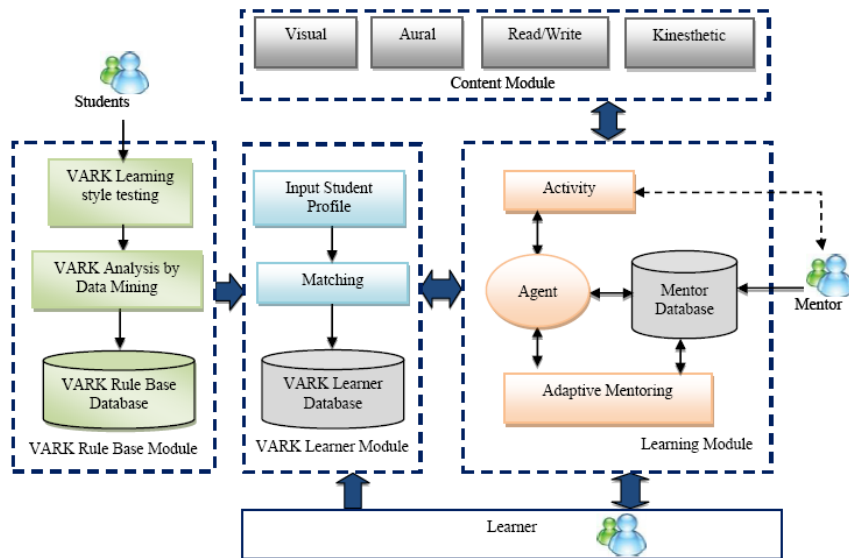 Visual
Aural
Read/Write
Kinesthetic
Content Module
Students
VARK Learning
style testing
VARK Analysis by
Data Mining
VARK Rule Base
Database
VARK Rule Base Module
Input Student
Profile
Matching
VARK Learner
Database
VARK Learner Module
Activity
Agent
Mentor
Database
Adaptive Mentoring
Learning Module
Mentor
Learner